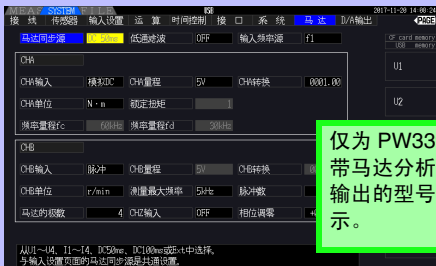 MEAF SYSTEM FILE USB 2017-11-28 14:08:24
接 线 传感器 输入设置 运 算 时间控制 接 口 系 统 马 达 D/A输出 PAGE
马达同步源 DC 50ms 低通滤波 OFF 输入频率源 f1
CF card memory
USB memory
CHA
CHA输入 模拟DC CHA量程 5V CHA转换 0001.00
U1
CHA单位 N·m 额定扭矩 1
U2
频率量程fc 60kHz 频率量程fd 30kHz
CHB
CHB输入 脉冲 CHB量程 5V CHB转换
CHB单位 r/min 测量最大频率 5kHz 脉冲数
马达的极数 4 CHZ输入 OFF 相位调零
仅为 PW33
带马达分析
输出的型号
示。
从U1~U4、I1~I4、DC50ms、DC100ms或Ext中选择。
与输入设置页面的马达同步源是共通设置。